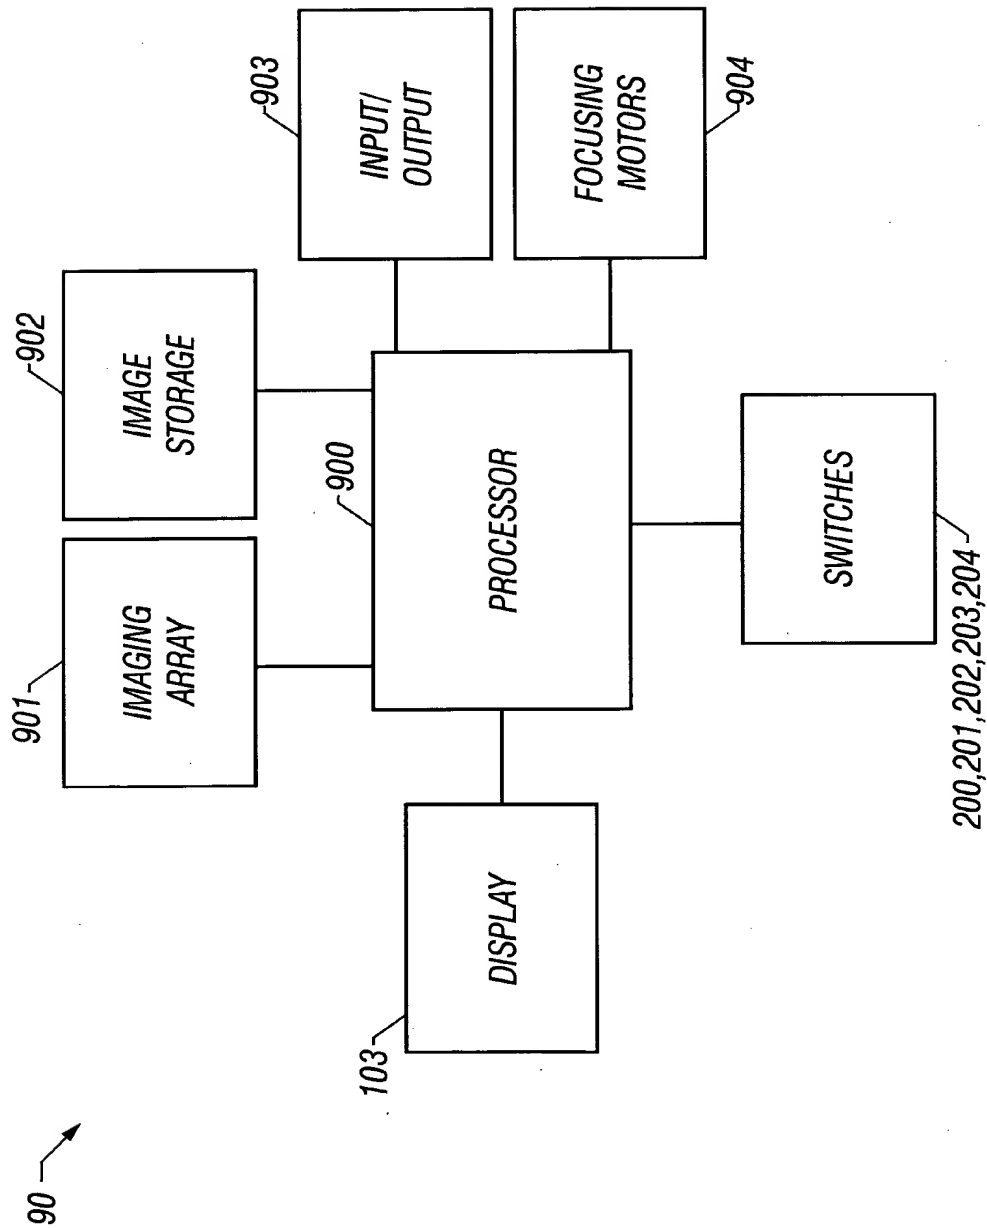 90
901
IMAGING
ARRAY
902
IMAGE
STORAGE
103
DISPLAY
900
PROCESSOR
903
INPUT/
OUTPUT
904
FOCUSING
MOTORS
SWITCHES
200,201,202,203,204